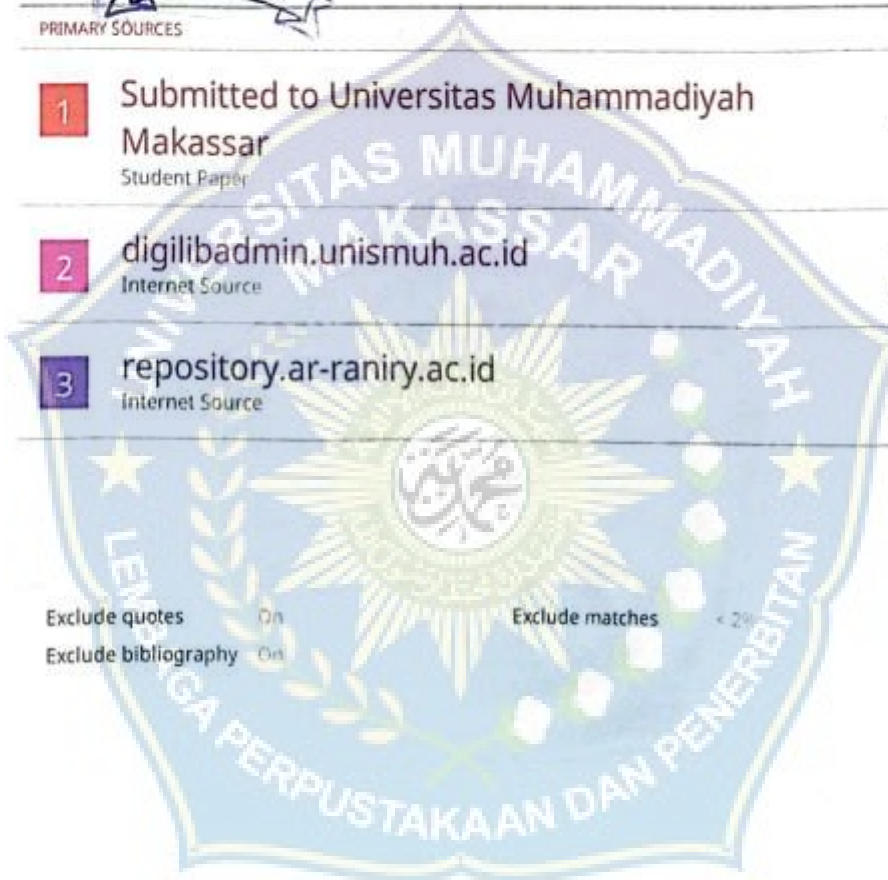 PRIMARY SOURCES
1
Submitted to Universitas Muhammadiyah
Makassar
Student Paper
2
digilibadmin.unismuh.ac.id
Internet Source
3
repository.ar-raniry.ac.id
Internet Source
Exclude quotes On
Exclude matches < 2%
Exclude bibliography On
UNIVERSITAS MUHAMMADIYAH
MAKASSAR
LEMBAGA PERPUSTAKAAN DAN PENERBITAN